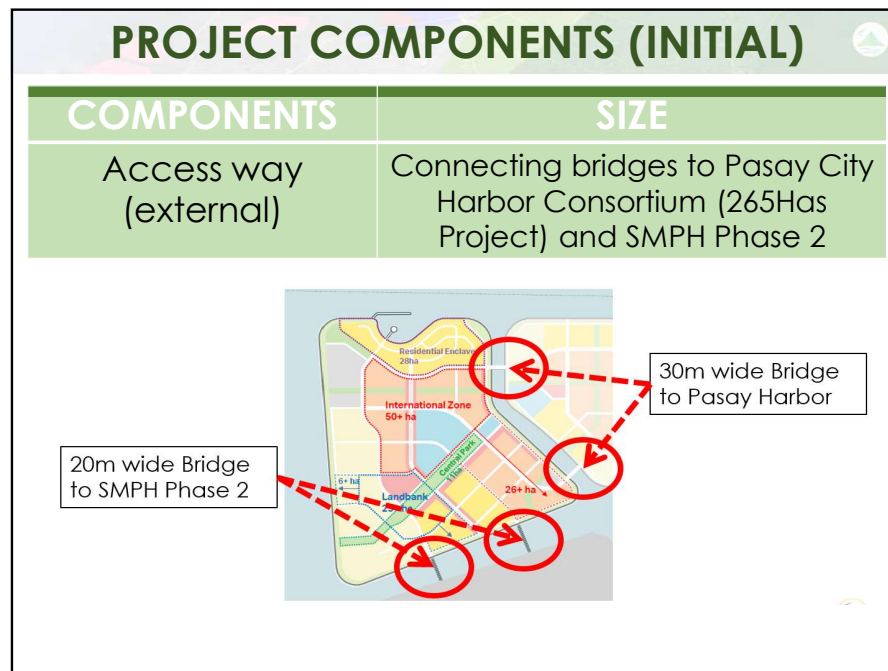 PROJECT COMPONENTS (INITIAL)
COMPONENTS
SIZE
Access way
(external)
Connecting bridges to Pasay City
Harbor Consortium (265Has
Project) and SMPH Phase 2
Residential Enclave
28ha
International Zone
50+ ha
Central Park
11ha
6+ ha
Landbank
26+ ha
30m wide Bridge
to Pasay Harbor
20m wide Bridge
to SMPH Phase 2